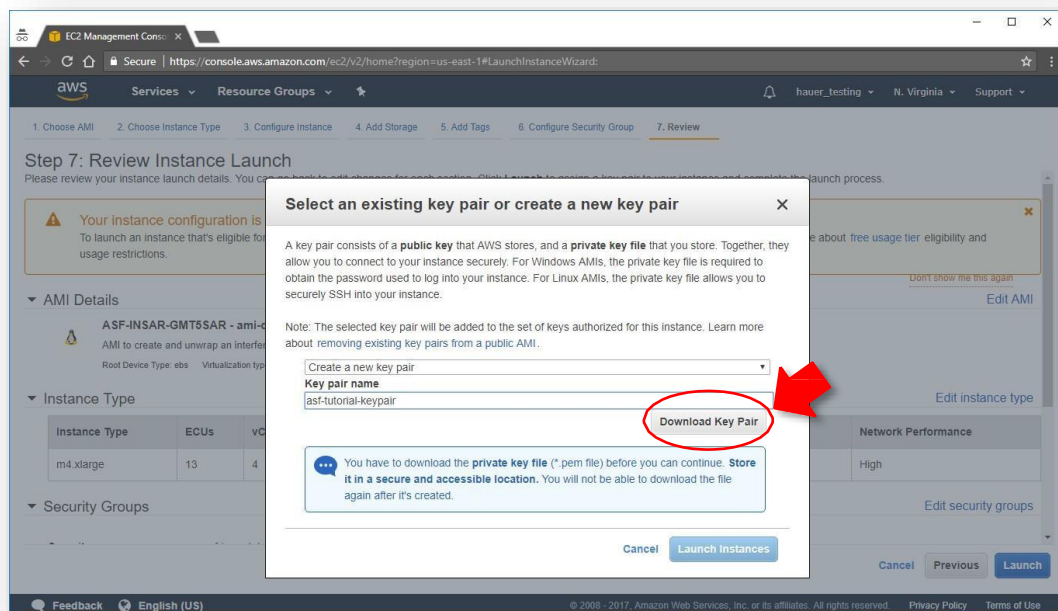 EC2 Management Consol
Secure | https://console.aws.amazon.com/ec2/v2/home?region=us-east-1#LaunchInstanceWizard:
aws Services Resource Groups hauer_testing N. Virginia Support
1. Choose AMI 2. Choose Instance Type 3. Configure Instance 4. Add Storage 5. Add Tags 6. Configure Security Group 7. Review
Step 7: Review Instance Launch
Please review your instance launch details. You can go back to edit changes for each section. Click Launch to assign a key pair to your instance and complete the launch process.
Your instance configuration is
To launch an instance that's eligible for
e about free usage tier eligibility and
usage restrictions.
Don't show me this again
AMI Details
Edit AMI
ASF-INSAR-GMT5SAR - ami-c
AMI to create and unwrap an interfer
Root Device Type: ebs Virtualization typ
Instance Type
Edit instance type
Instance Type ECUs vC
Network Performance
m4.xlarge 13 4
High
Security Groups
Edit security groups
Select an existing key pair or create a new key pair
A key pair consists of a public key that AWS stores, and a private key file that you store. Together, they
allow you to connect to your instance securely. For Windows AMIs, the private key file is required to
obtain the password used to log into your instance. For Linux AMIs, the private key file allows you to
securely SSH into your instance.
Note: The selected key pair will be added to the set of keys authorized for this instance. Learn more
about removing existing key pairs from a public AMI.
Create a new key pair
Key pair name
asf-tutorial-keypair
Download Key Pair
You have to download the private key file (*.pem file) before you can continue. Store
it in a secure and accessible location. You will not be able to download the file
again after it's created.
Cancel Launch Instances
Cancel Previous Launch
Feedback English (US) © 2008 - 2017, Amazon Web Services, Inc. or its affiliates. All rights reserved. Privacy Policy Terms of Use